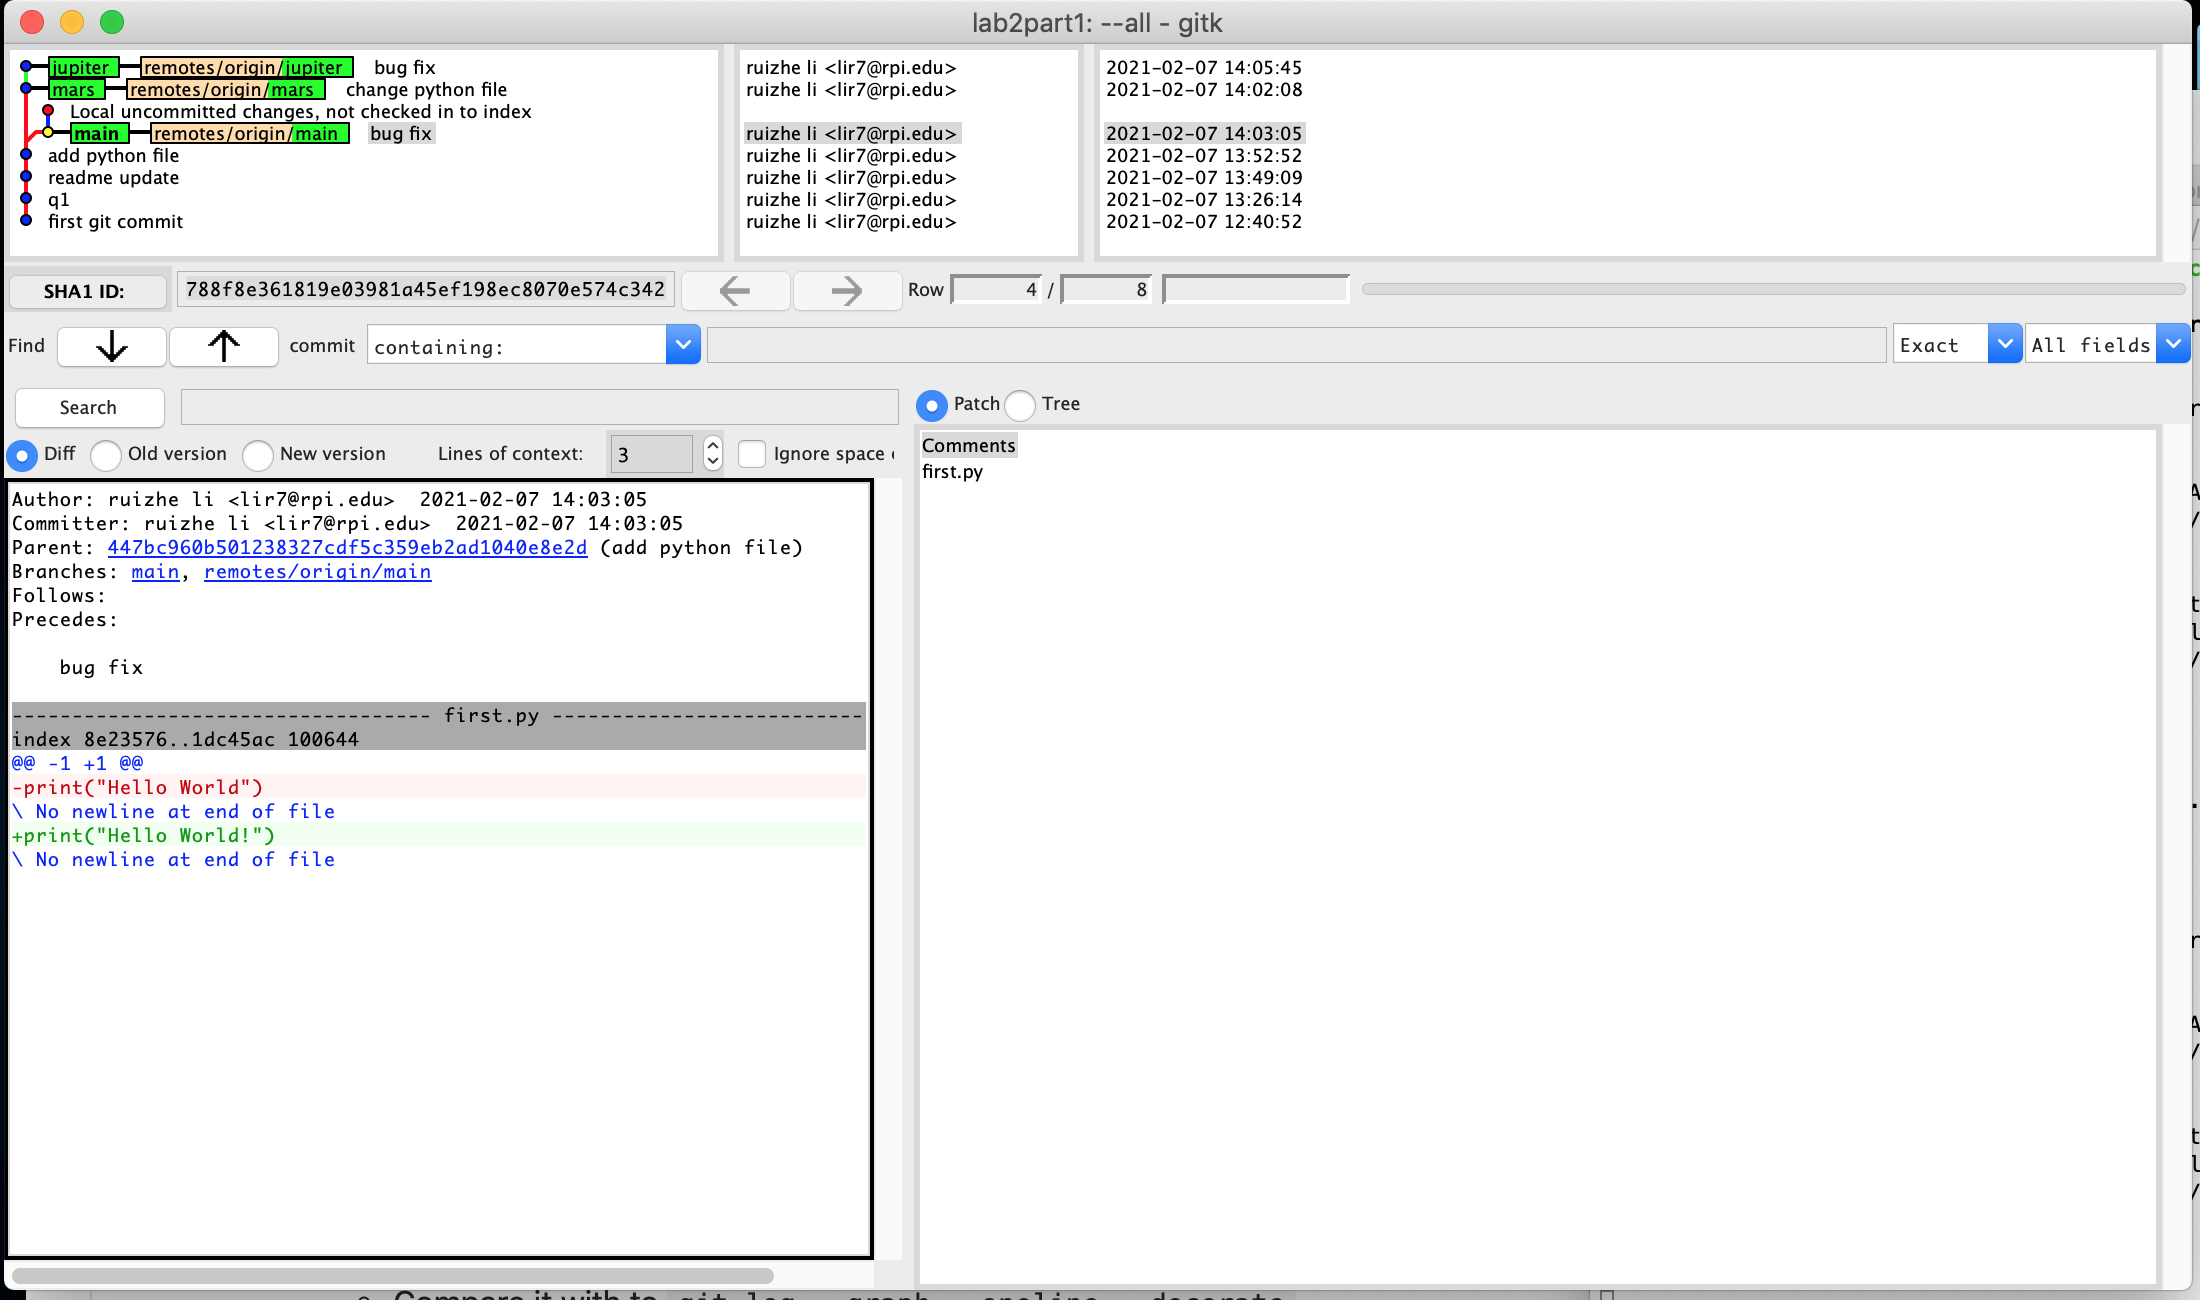 lab2part1: --all - gitk
jupiter remotes/origin/jupiter bug fix ruizhe li <lir7@rpi.edu> 2021-02-07 14:05:45
mars remotes/origin/mars change python file ruizhe li <lir7@rpi.edu> 2021-02-07 14:02:08
Local uncommitted changes, not checked in to index
main remotes/origin/main bug fix ruizhe li <lir7@rpi.edu> 2021-02-07 14:03:05
add python file ruizhe li <lir7@rpi.edu> 2021-02-07 13:52:52
readme update ruizhe li <lir7@rpi.edu> 2021-02-07 13:49:09
q1 ruizhe li <lir7@rpi.edu> 2021-02-07 13:26:14
first git commit ruizhe li <lir7@rpi.edu> 2021-02-07 12:40:52
SHA1 ID: 788f8e361819e03981a45ef198ec8070e574c342 Row 4 / 8
Find commit containing: Exact All fields
Search
Patch Tree
Diff Old version New version Lines of context: 3 Ignore space
Comments
first.py
Author: ruizhe li <lir7@rpi.edu> 2021-02-07 14:03:05
Committer: ruizhe li <lir7@rpi.edu> 2021-02-07 14:03:05
Parent: 447bc960b501238327cdf5c359eb2ad1040e8e2d (add python file)
Branches: main, remotes/origin/main
Follows:
Precedes:
bug fix
---------------------------------- first.py --------------------------
index 8e23576..1dc45ac 100644
@@ -1 +1 @@
-print("Hello World")
\ No newline at end of file
+print("Hello World!")
\ No newline at end of file
Compare it with to git log --graph --oneline --decorate